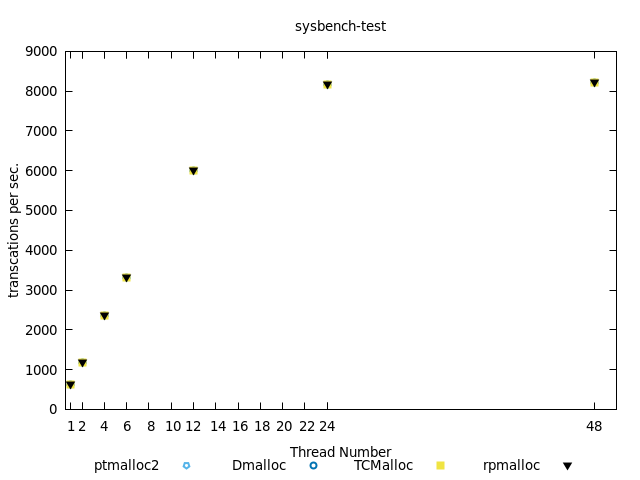 sysbench-test
9000
8000
7000
6000
5000
4000
3000
2000
1000
0
transcations per sec.
1 2 4 6 8 10 12 14 16 18 20 22 24 48
Thread Number
ptmalloc2 Dmalloc TCMalloc rpmalloc